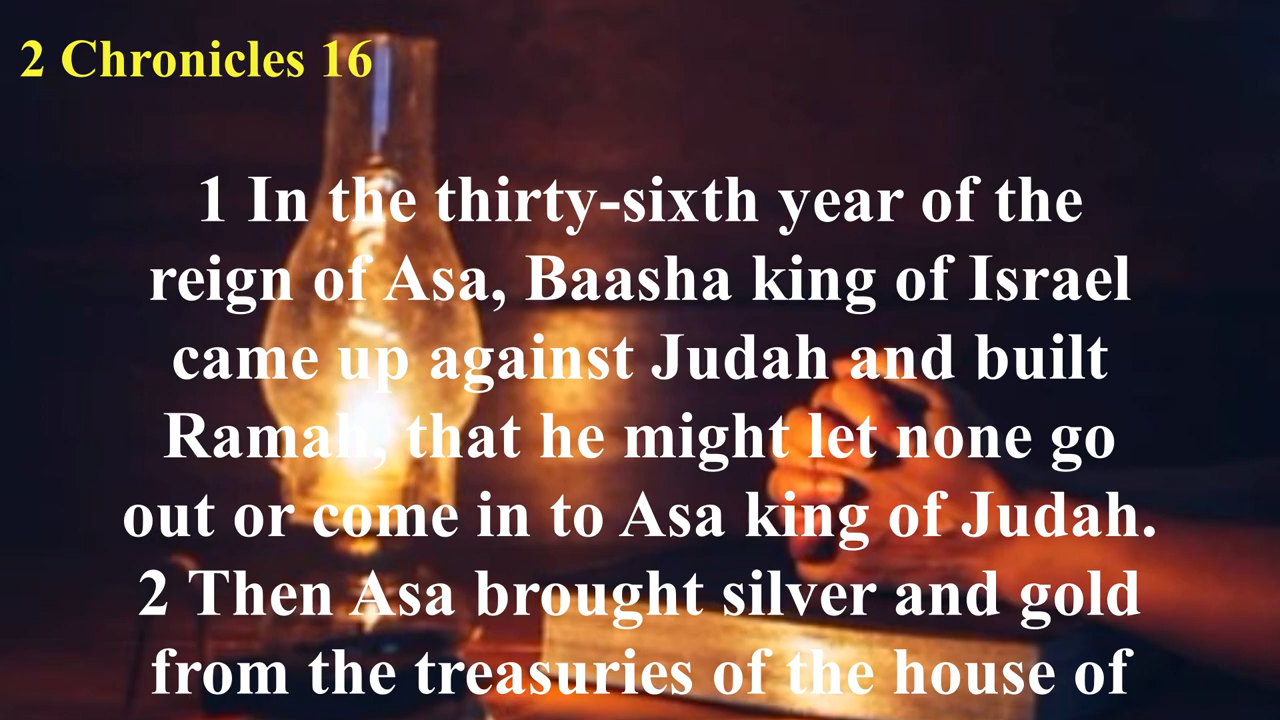 2 Chronicles 16
1 In the thirty-sixth year of the
reign of Asa, Baasha king of Israel
came up against Judah and built
Ramah, that he might let none go
out or come in to Asa king of Judah.
2 Then Asa brought silver and gold
from the treasuries of the house of